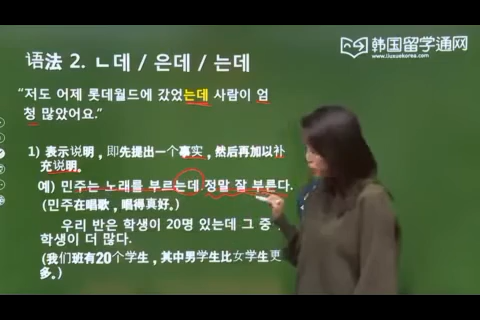 韩国留学通网
www.liuxuekorea.com
语法 2. ㄴ데 / 은데 / 는데
“저도 어제 롯데월드에 갔었는데 사람이 엄
청 많았어요.”
1) 表示说明，即先提出一个事实，然后再加以补
充说明。
예) 민주는 노래를 부르는데 정말 잘 부른다.
(民主在唱歌，唱得真好。)
우리 반은 학생이 20명 있는데 그 중
학생이 더 많다.
(我们班有20个学生，其中男学生比女学生更
多。)